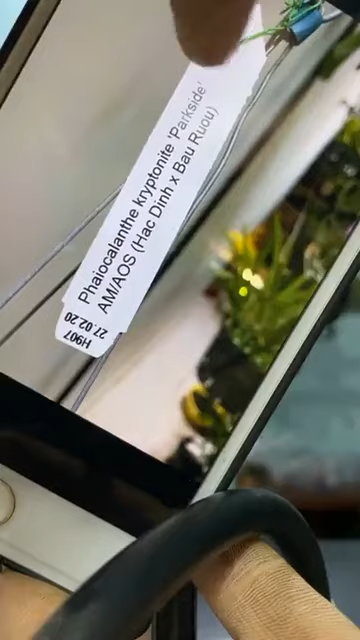 Phaiocalanthe kryptonite 'Parkside'
AM/AOS (Hac Dinh x Bau Ruou)
H907
27.02.20